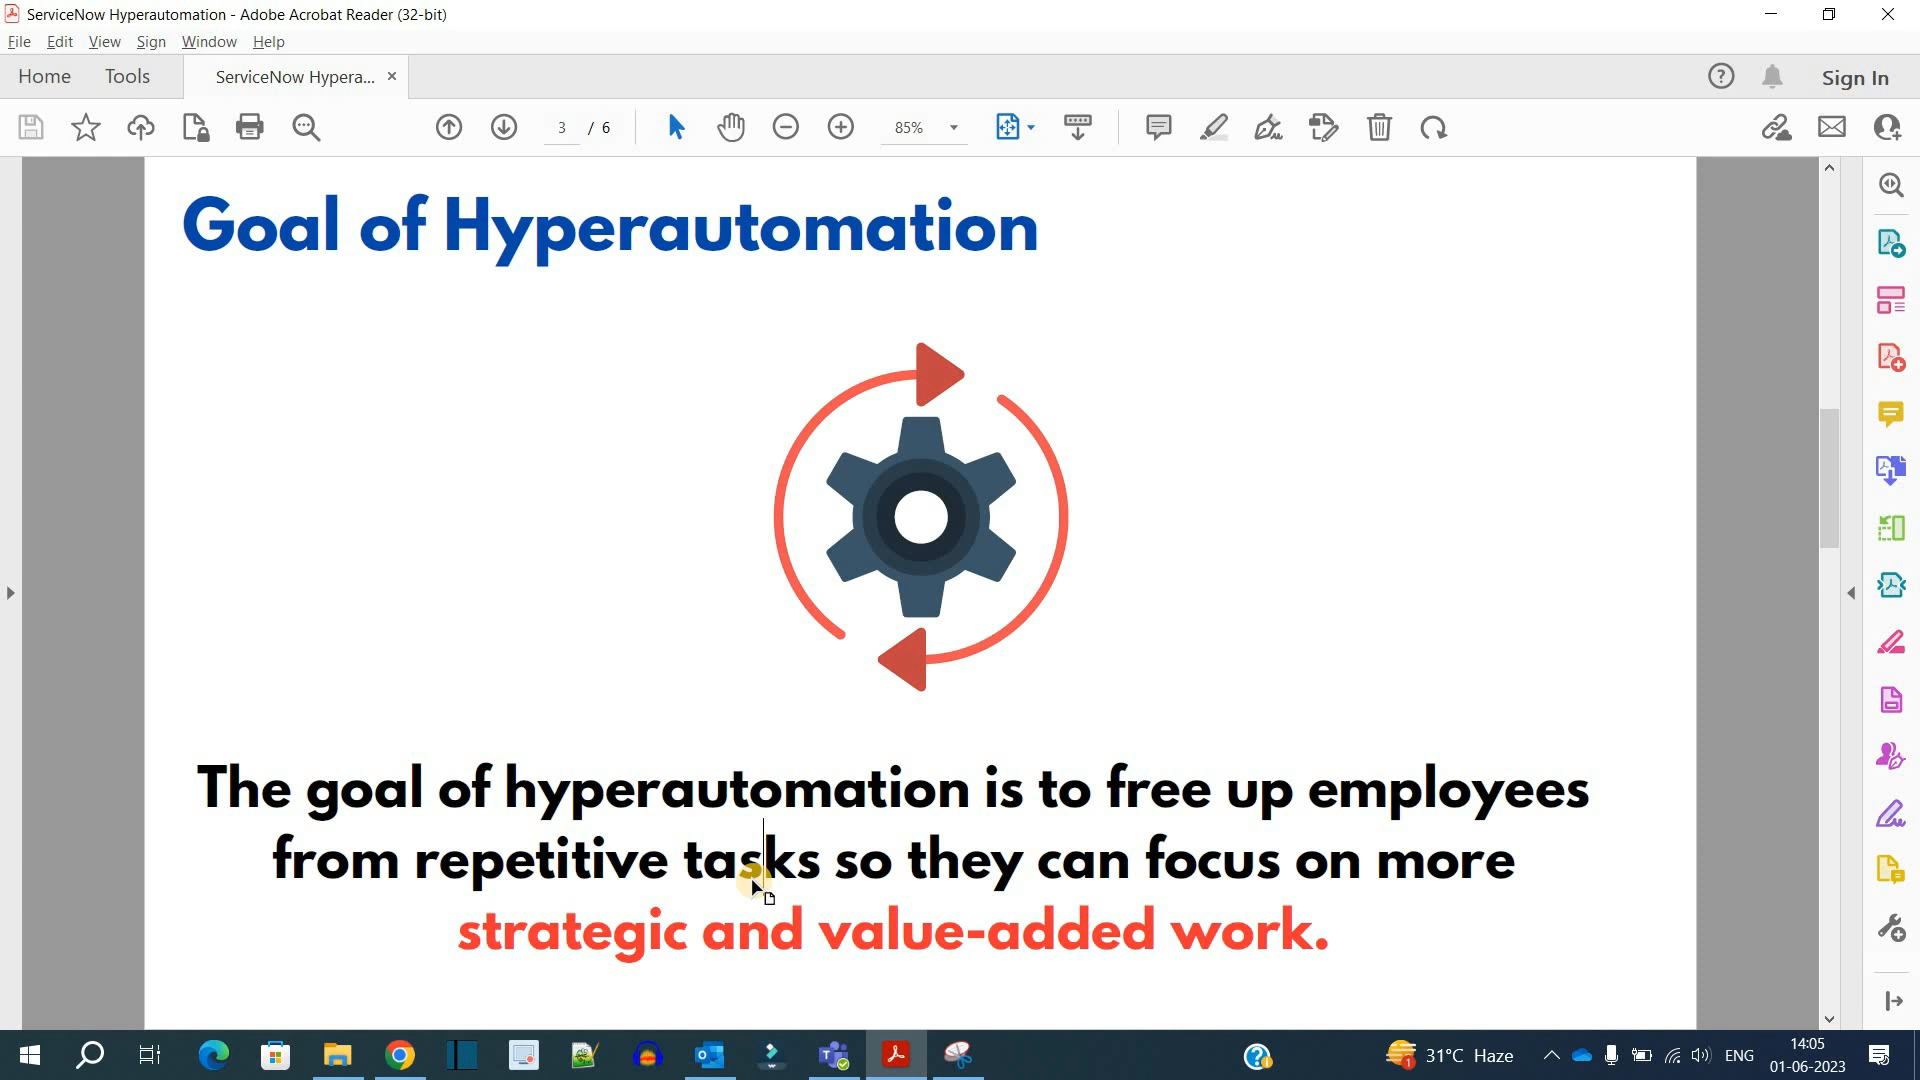 ServiceNow Hyperautomation - Adobe Acrobat Reader (32-bit)
File Edit View Sign Window Help
Home Tools ServiceNow Hypera... Sign In
3 / 6 85%
Goal of Hyperautomation
The goal of hyperautomation is to free up employees
from repetitive tasks so they can focus on more
strategic and value-added work.
1 31°C Haze ENG 14:05
01-06-2023